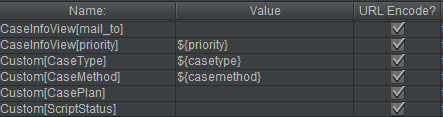 Name: Value URL Encode?
CaseInfoView[mail_to]
CaseInfoView[priority] ${priority}
Custom[CaseType] ${casetype}
Custom[CaseMethod] ${casemethod}
Custom[CasePlan]
Custom[ScriptStatus]